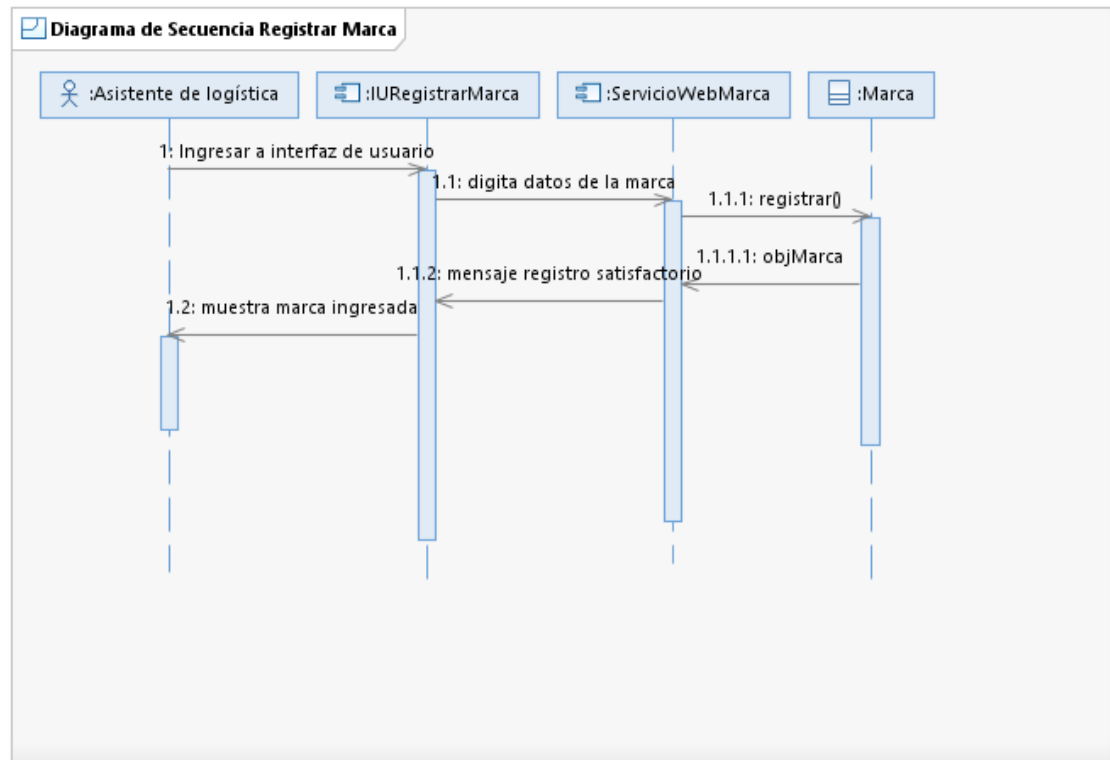 Diagrama de Secuencia Registrar Marca
:Asistente de logística
:IURegistrarMarca
:ServicioWebMarca
:Marca
1: Ingresar a interfaz de usuario
1.1: digita datos de la marca
1.1.1: registrar()
1.1.1.1: objMarca
1.1.2: mensaje registro satisfactorio
1.2: muestra marca ingresada